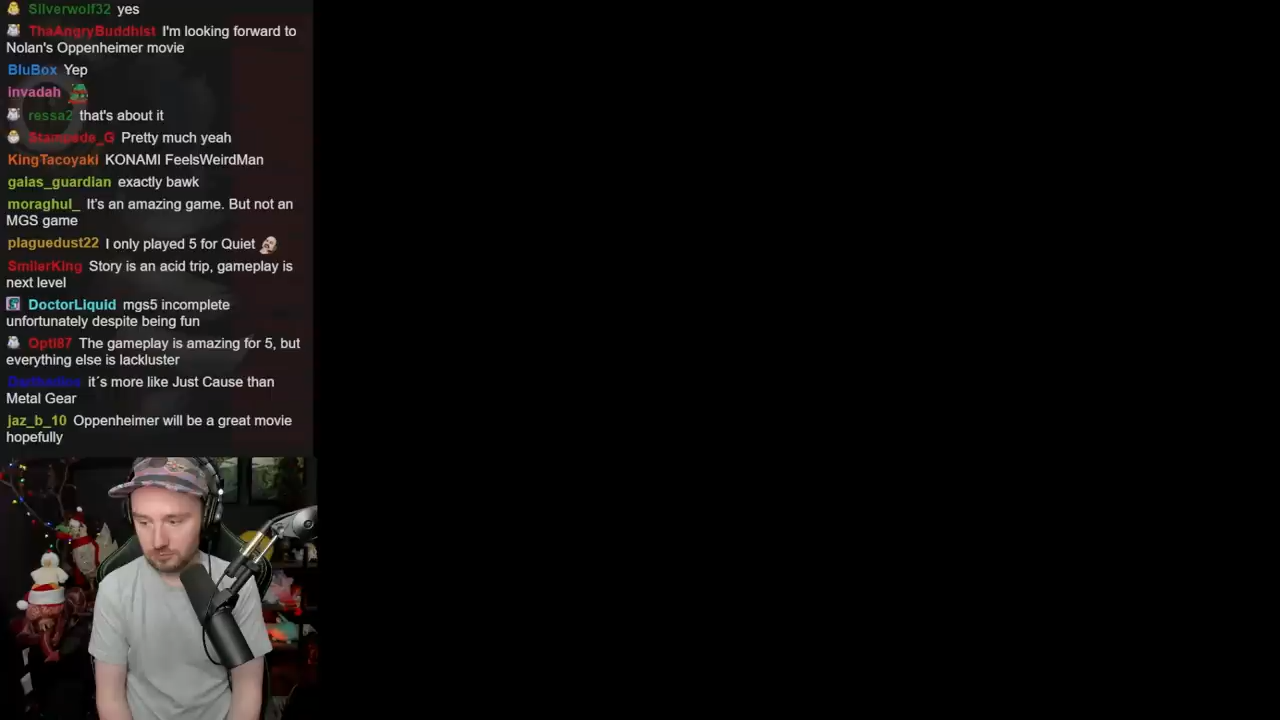 Silverwolf32 yes
ThaAngryBuddhist I'm looking forward to
Nolan's Oppenheimer movie
BluBox Yep
invadah
ressa2 that's about it
Stampede_G Pretty much yeah
KingTacoyaki KONAMI FeelsWeirdMan
gaias_guardian exactly bawk
moraghul_ It's an amazing game. But not an
MGS game
plaguedust22 I only played 5 for Quiet
SmilerKing Story is an acid trip, gameplay is
next level
DoctorLiquid mgs5 incomplete
unfortunately despite being fun
Opti87 The gameplay is amazing for 5, but
everything else is lackluster
it´s more like Just Cause than
Metal Gear
jaz_b_10 Oppenheimer will be a great movie
hopefully